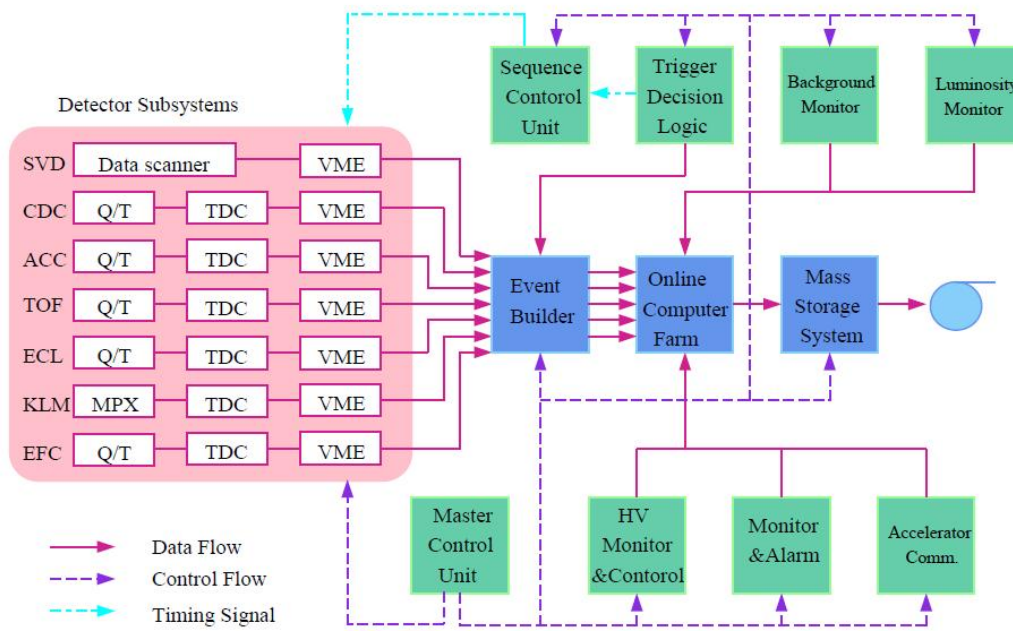 Sequence
Contorol
Unit
Trigger
Decision
Logic
Background
Monitor
Luminosity
Monitor
Detector Subsystems
SVD Data scanner VME
CDC Q/T TDC VME
ACC Q/T TDC VME
TOF Q/T TDC VME
ECL Q/T TDC VME
KLM MPX TDC VME
EFC Q/T TDC VME
Event
Builder
Online
Computer
Farm
Mass
Storage
System
Master
Control
Unit
HV
Monitor
&Contorol
Monitor
&Alarm
Accelerator
Comm.
Data Flow
Control Flow
Timing Signal